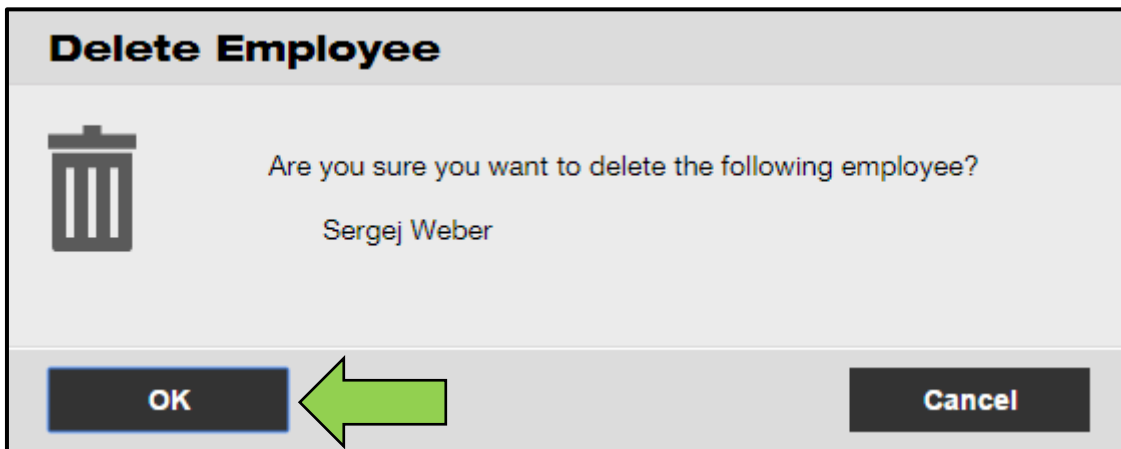 Delete Employee
Are you sure you want to delete the following employee?
Sergej Weber
OK
Cancel